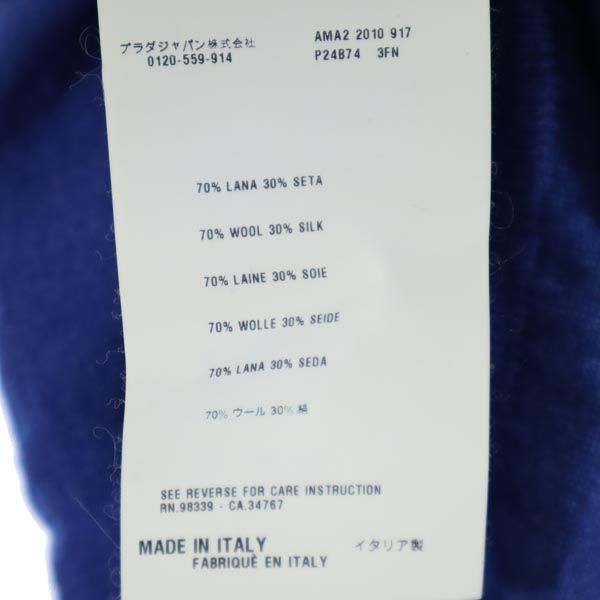 プラダジャパン株式会社
0120-559-914
AMA2 2010 917
P24B74 3FN
70% LANA 30% SETA
70% WOOL 30% SILK
70% LAINE 30% SOIE
70% WOLLE 30% SEIDE
70% LANA 30% SEDA
70% ウール 30% 絹
SEE REVERSE FOR CARE INSTRUCTION
RN.98339 - CA.34767
MADE IN ITALY
FABRIQUÈ EN ITALY
イタリア製